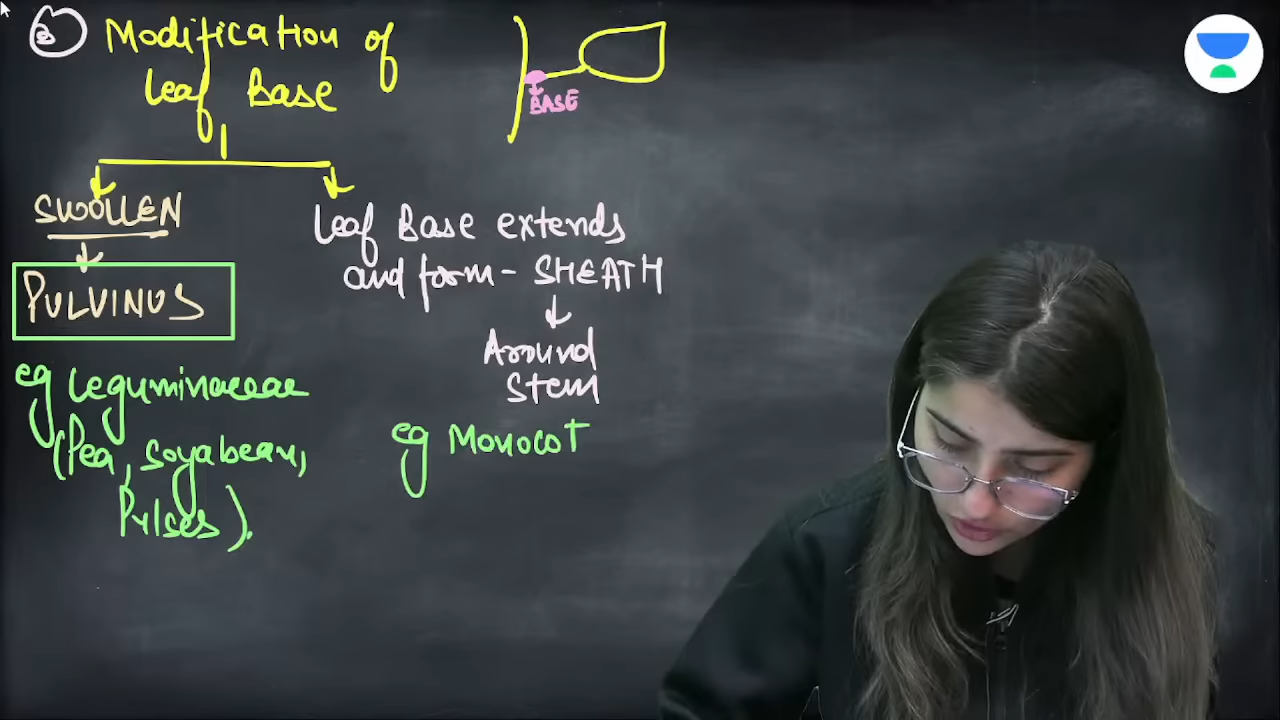 3 Modification of
Leaf Base
BASE
SWOLLEN
PULVINUS
eg Leguminaceae
(Pea, Soyabean,
Pulses).
Leaf Base extends
and form - SHEATH
Around
Stem
eg Monocot